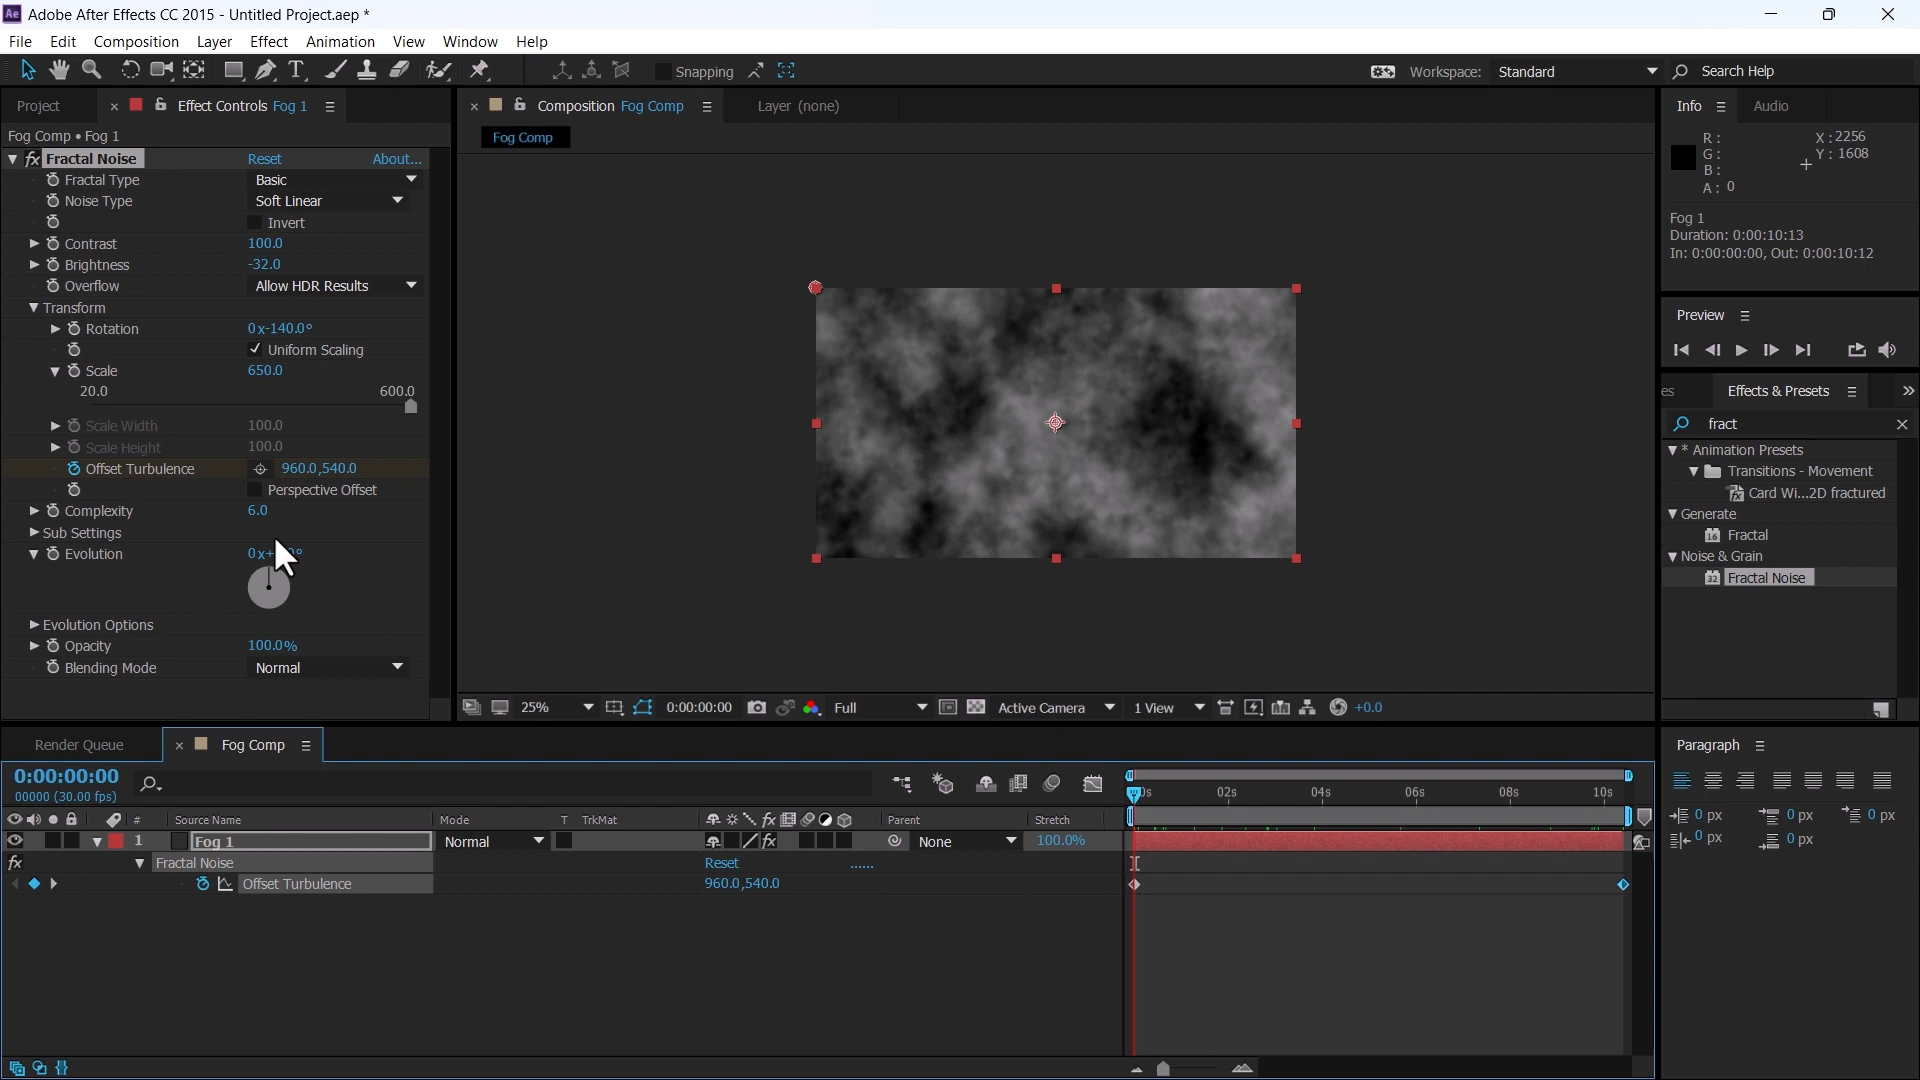 Ae Adobe After Effects CC 2015 - Untitled Project.aep *
File Edit Composition Layer Effect Animation View Window Help
Snapping Workspace: Standard Search Help
Project × Effect Controls Fog 1
× Composition Fog Comp Layer (none)
Info Audio
Fog Comp • Fog 1
Fog Comp
fx Fractal Noise Reset About...
Fractal Type Basic
Noise Type Soft Linear
Invert
Contrast 100.0
Brightness -32.0
Overflow Allow HDR Results
Transform
Rotation 0x-140.0°
Uniform Scaling
Scale 650.0
20.0 600.0
Scale Width 100.0
Scale Height 100.0
Offset Turbulence 960.0,540.0
Perspective Offset
Complexity 6.0
Sub Settings
Evolution 0x+
Evolution Options
Opacity 100.0%
Blending Mode Normal
25% 0:00:00:00 Full Active Camera 1 View +0.0
R:
G:
B:
A: 0
X: 2256
Y: 1608
Fog 1
Duration: 0:00:10:13
In: 0:00:00:00, Out: 0:00:10:12
Preview
es Effects & Presets »
fract ×
* Animation Presets
Transitions - Movement
Card Wi...2D fractured
Generate
16 Fractal
Noise & Grain
32 Fractal Noise
Render Queue × Fog Comp
0:00:00:00
00000 (30.00 fps)
02s 04s 06s 08s 10s
# Source Name Mode T TrkMat fx Parent Stretch
1 Fog 1 Normal fx None 100.0%
fx Fractal Noise Reset ......
Offset Turbulence 960.0,540.0
Paragraph
0 px 0 px 0 px
0 px 0 px